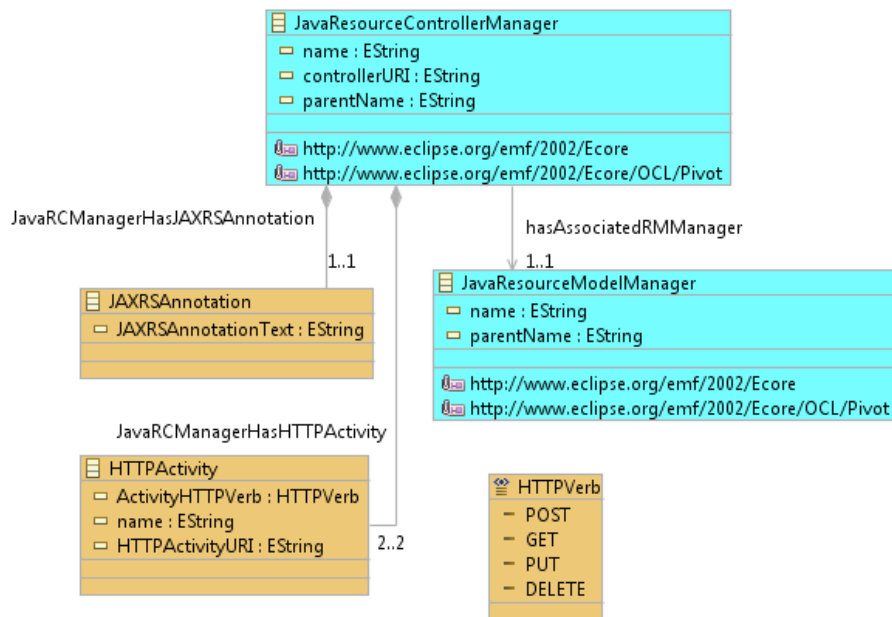 JavaResourceControllerManager
name : EString
controllerURI : EString
parentName : EString
http://www.eclipse.org/emf/2002/Ecore
http://www.eclipse.org/emf/2002/Ecore/OCL/Pivot
JavaRCManagerHasJAXRSAnnotation
hasAssociatedRMManager
1..1
1..1
JAXRSAnnotation
JAXRSAnnotationText : EString
JavaResourceModelManager
name : EString
parentName : EString
http://www.eclipse.org/emf/2002/Ecore
http://www.eclipse.org/emf/2002/Ecore/OCL/Pivot
JavaRCManagerHasHTTPActivity
HTTPActivity
ActivityHTTPVerb : HTTPVerb
name : EString
HTTPActivityURI : EString
2..2
HTTPVerb
POST
GET
PUT
DELETE